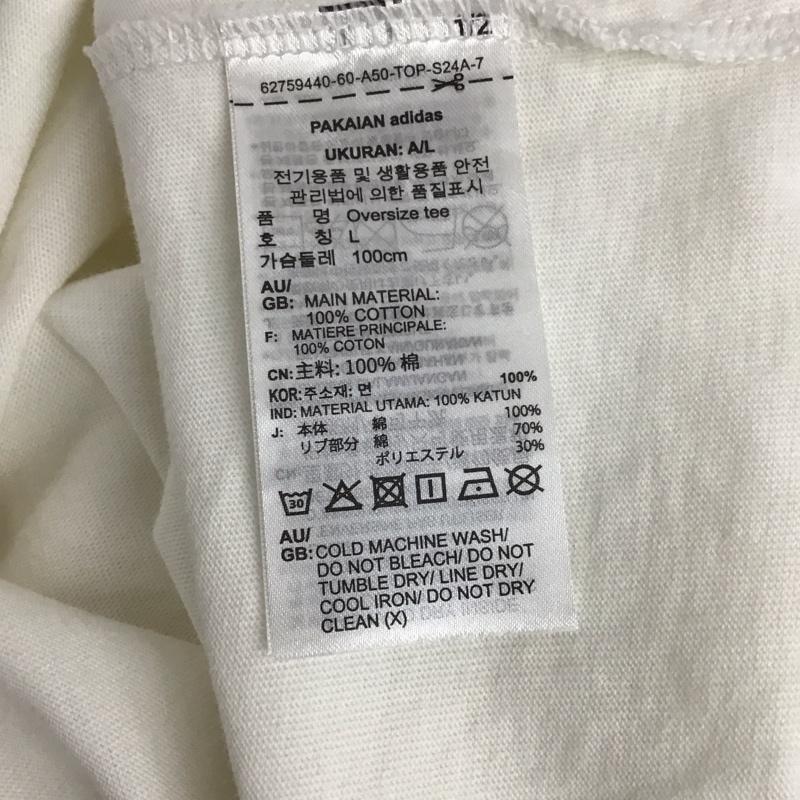 1/2
62759440-60-A50-TOP-S24A-7
PAKAIAN adidas
UKURAN: A/L
전기용품 및 생활용품 안전
관리법에 의한 품질표시
품 명 Oversize tee
호 칭 L
가슴둘레 100cm
AU/
GB: MAIN MATERIAL:
100% COTTON
F: MATIERE PRINCIPALE:
100% COTON
CN: 主料: 100% 棉
KOR: 주소재: 면 100%
IND: MATERIAL UTAMA: 100% KATUN
J: 本体 綿 100%
リブ部分 綿 70%
ポリエステル 30%
30
AU/
GB: COLD MACHINE WASH/
DO NOT BLEACH/ DO NOT
TUMBLE DRY/ LINE DRY/
COOL IRON/ DO NOT DRY
CLEAN (X)